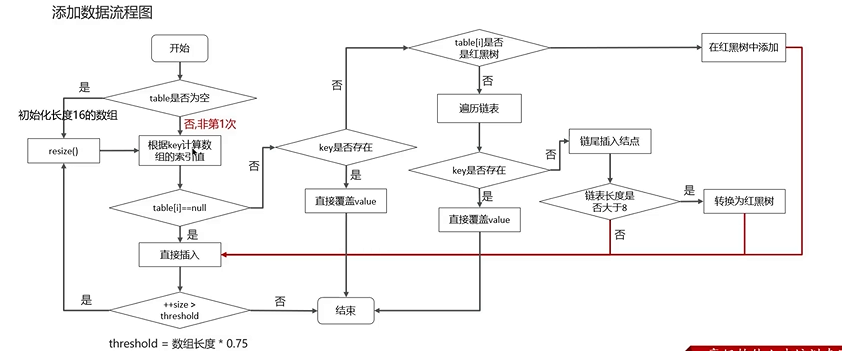 添加数据流程图
开始
table[i]是否
是红黑树
在红黑树中添加
是
否
table是否为空
否
遍历链表
初始化长度16的数组
否,非第1次
resize()
根据key计算数
组的索引值
否
key是否存在
key是否存在
否
链尾插入结点
是
直接覆盖value
是
直接覆盖value
table[i]==null
链表长度是
否大于8
是
转换为红黑树
是
否
直接插入
是
++size >
threshold
否
结束
threshold = 数组长度 * 0.75